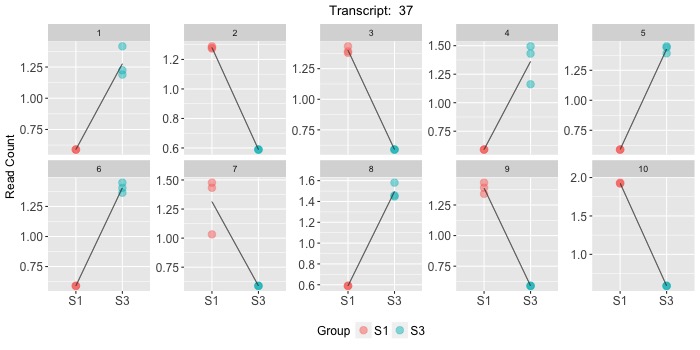 Transcript: 37
Read Count
1 2 3 4 5
1.25 1.00 0.75
1.2 1.0 0.8 0.6
1.25 1.00 0.75
1.50 1.25 1.00 0.75
1.25 1.00 0.75
6 7 8 9 10
1.25 1.00 0.75
1.50 1.25 1.00 0.75
1.6 1.4 1.2 1.0 0.8 0.6
1.25 1.00 0.75
2.0 1.5 1.0
S1 S3 S1 S3 S1 S3 S1 S3 S1 S3
Group S1 S3